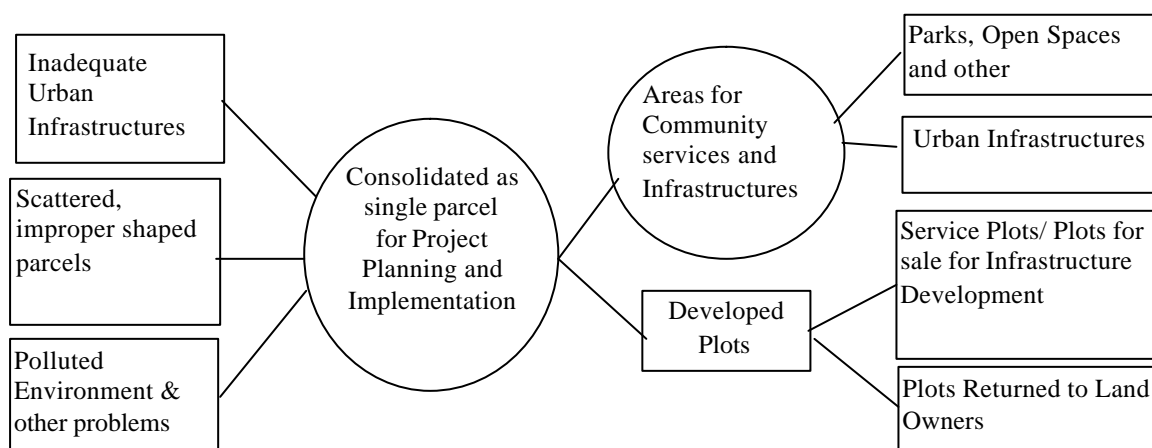 Inadequate
Urban
Infrastructures
Scattered,
improper shaped
parcels
Polluted
Environment &
other problems
Consolidated as
single parcel
for Project
Planning and
Implementation
Areas for
Community
services and
Infrastructures
Developed
Plots
Parks, Open Spaces
and other
Urban Infrastructures
Service Plots/ Plots for
sale for Infrastructure
Development
Plots Returned to Land
Owners